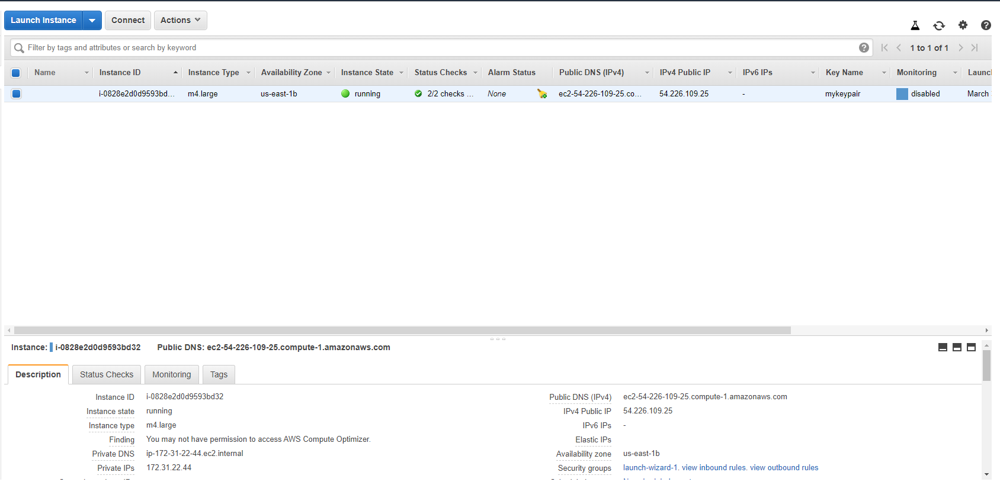 Launch Instance Connect Actions
Filter by tags and attributes or search by keyword 1 to 1 of 1
Name Instance ID Instance Type Availability Zone Instance State Status Checks Alarm Status Public DNS (IPv4) IPv4 Public IP IPv6 IPs Key Name Monitoring Launc
i-0828e2d0d9593bd... m4.large us-east-1b running 2/2 checks ... None ec2-54-226-109-25.co... 54.226.109.25 - mykeypair disabled March
Instance: i-0828e2d0d9593bd32 Public DNS: ec2-54-226-109-25.compute-1.amazonaws.com
Description Status Checks Monitoring Tags
Instance ID i-0828e2d0d9593bd32 Public DNS (IPv4) ec2-54-226-109-25.compute-1.amazonaws.com
Instance state running IPv4 Public IP 54.226.109.25
Instance type m4.large IPv6 IPs -
Finding You may not have permission to access AWS Compute Optimizer. Elastic IPs
Private DNS ip-172-31-22-44.ec2.internal Availability zone us-east-1b
Private IPs 172.31.22.44 Security groups launch-wizard-1. view inbound rules. view outbound rules